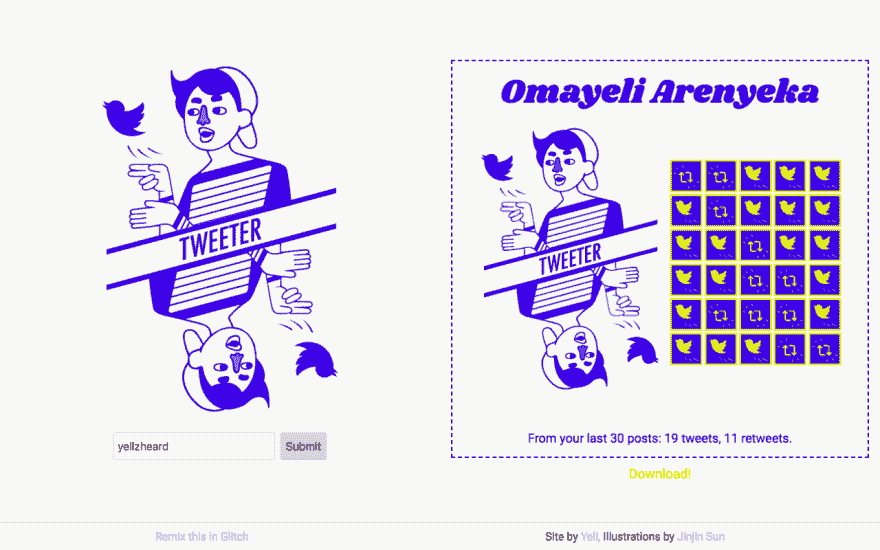 TWEETER
yellzheard
Submit
Omayeli Arenyeka
TWEETER
From your last 30 posts: 19 tweets, 11 retweets.
Download!
Remix this in Glitch
Site by Yeli, Illustrations by Jinjin Sun